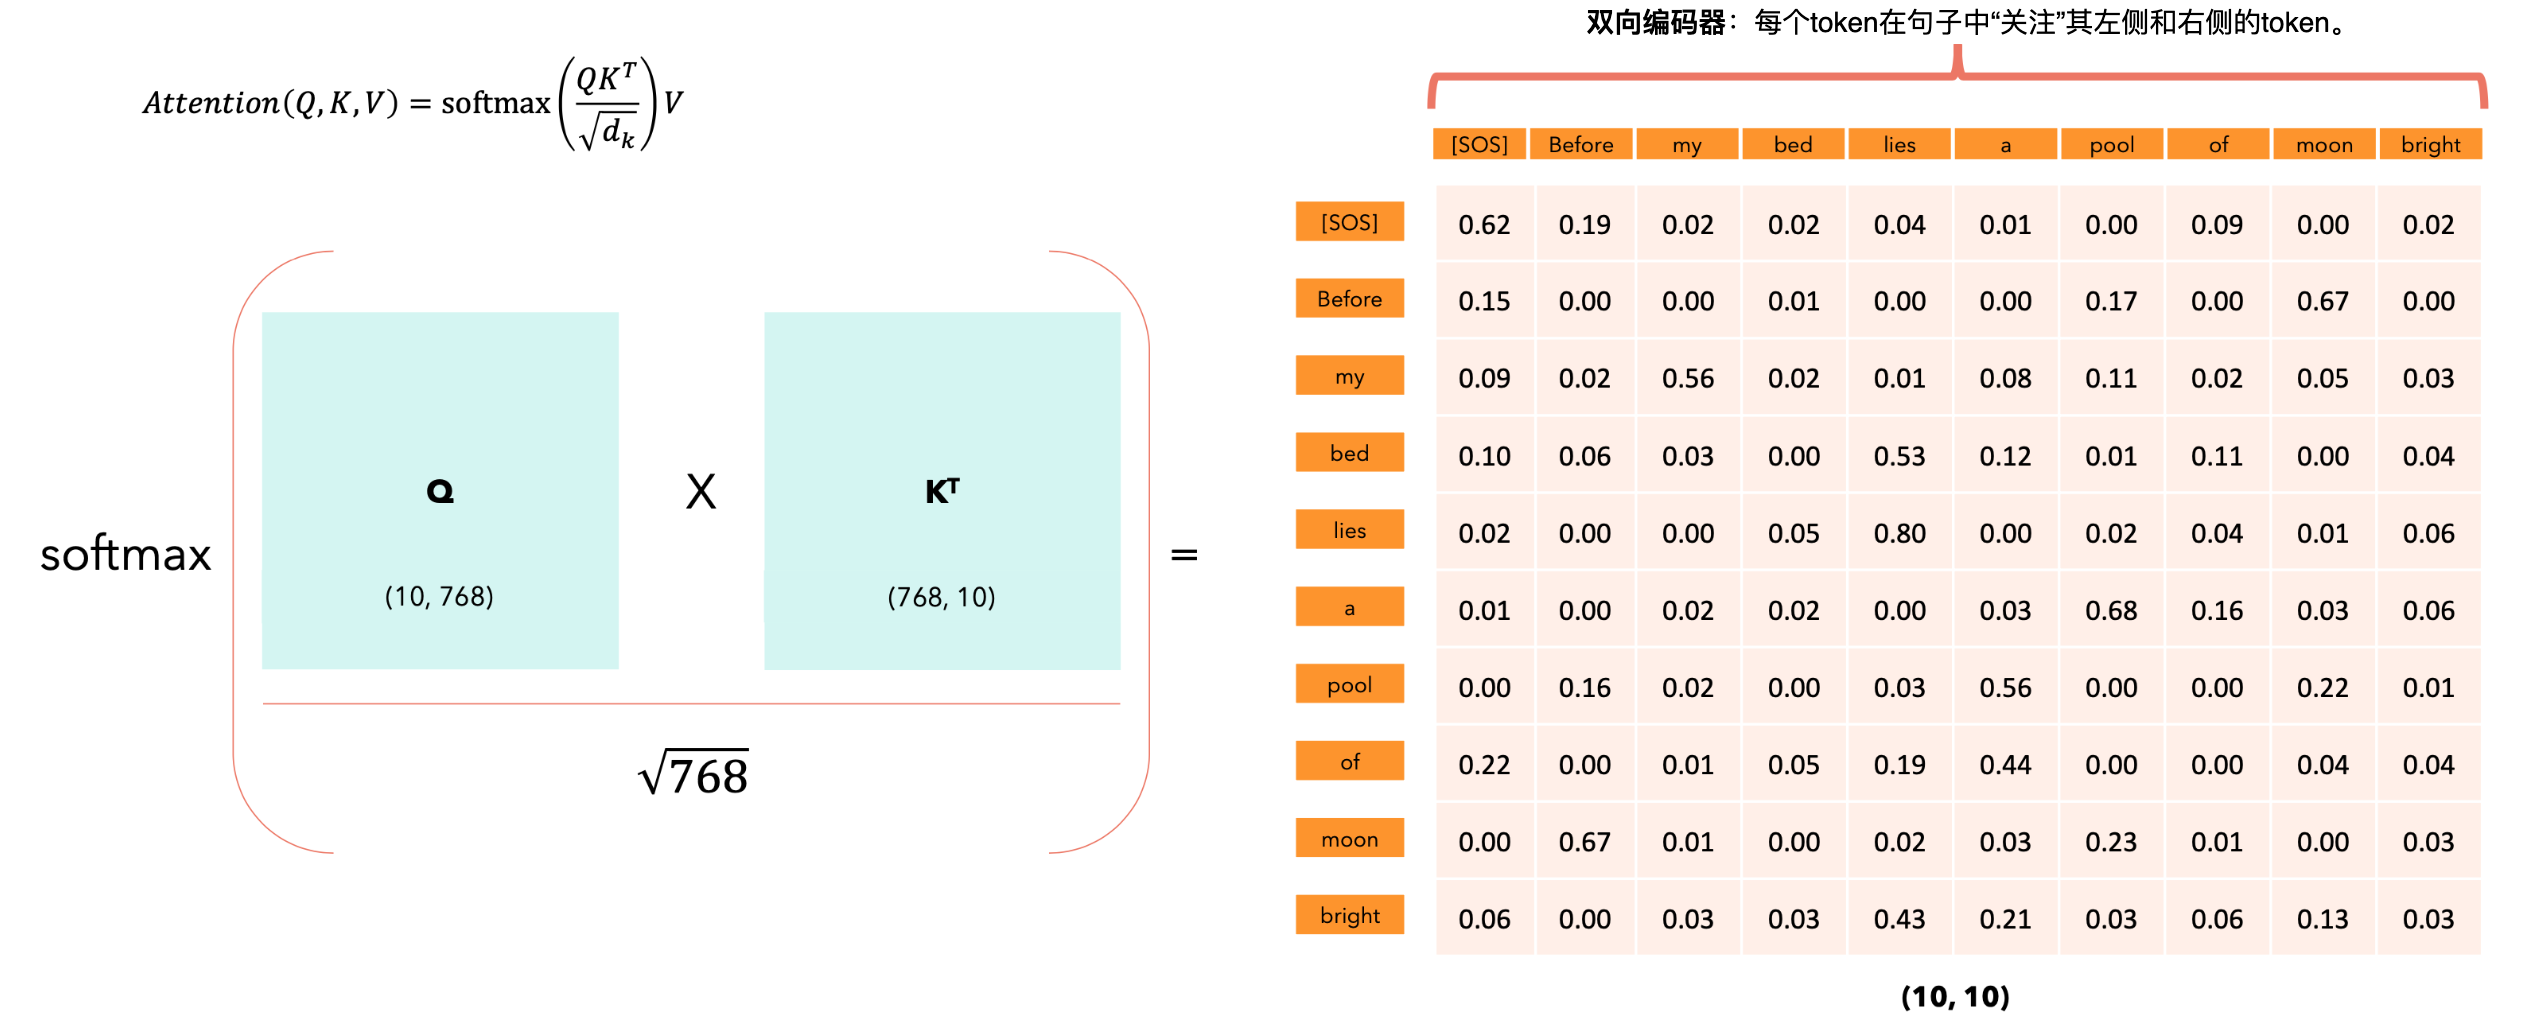 双向编码器：每个token在句子中“关注”其左侧和右侧的token。
Attention(Q, K, V) = softmax(QK^T / √d_k)V
[SOS] Before my bed lies a pool of moon bright
[SOS] 0.62 0.19 0.02 0.02 0.04 0.01 0.00 0.09 0.00 0.02
Before 0.15 0.00 0.00 0.01 0.00 0.00 0.17 0.00 0.67 0.00
my 0.09 0.02 0.56 0.02 0.01 0.08 0.11 0.02 0.05 0.03
bed 0.10 0.06 0.03 0.00 0.53 0.12 0.01 0.11 0.00 0.04
lies 0.02 0.00 0.00 0.05 0.80 0.00 0.02 0.04 0.01 0.06
a 0.01 0.00 0.02 0.02 0.00 0.03 0.68 0.16 0.03 0.06
pool 0.00 0.16 0.02 0.00 0.03 0.56 0.00 0.00 0.22 0.01
of 0.22 0.00 0.01 0.05 0.19 0.44 0.00 0.00 0.04 0.04
moon 0.00 0.67 0.01 0.00 0.02 0.03 0.23 0.01 0.00 0.03
bright 0.06 0.00 0.03 0.03 0.43 0.21 0.03 0.06 0.13 0.03
(10, 10)
Q X K^T
softmax =
(10, 768) (768, 10)
√768